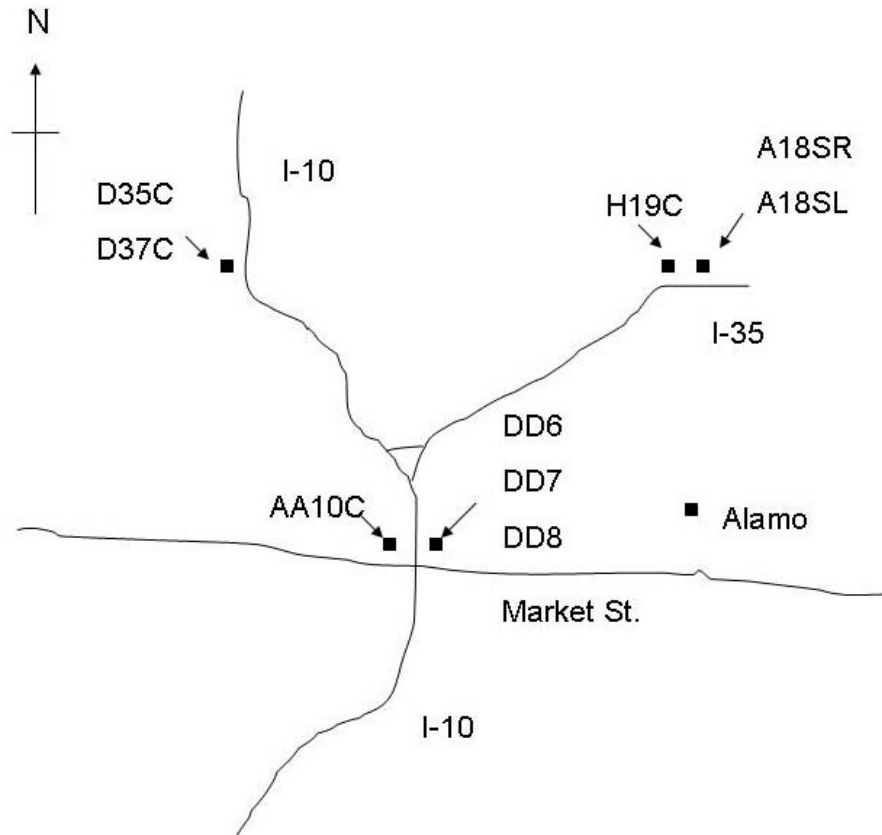 N
I-10
D35C
D37C
A18SR
A18SL
H19C
I-35
DD6
DD7
DD8
AA10C
Alamo
Market St.
I-10